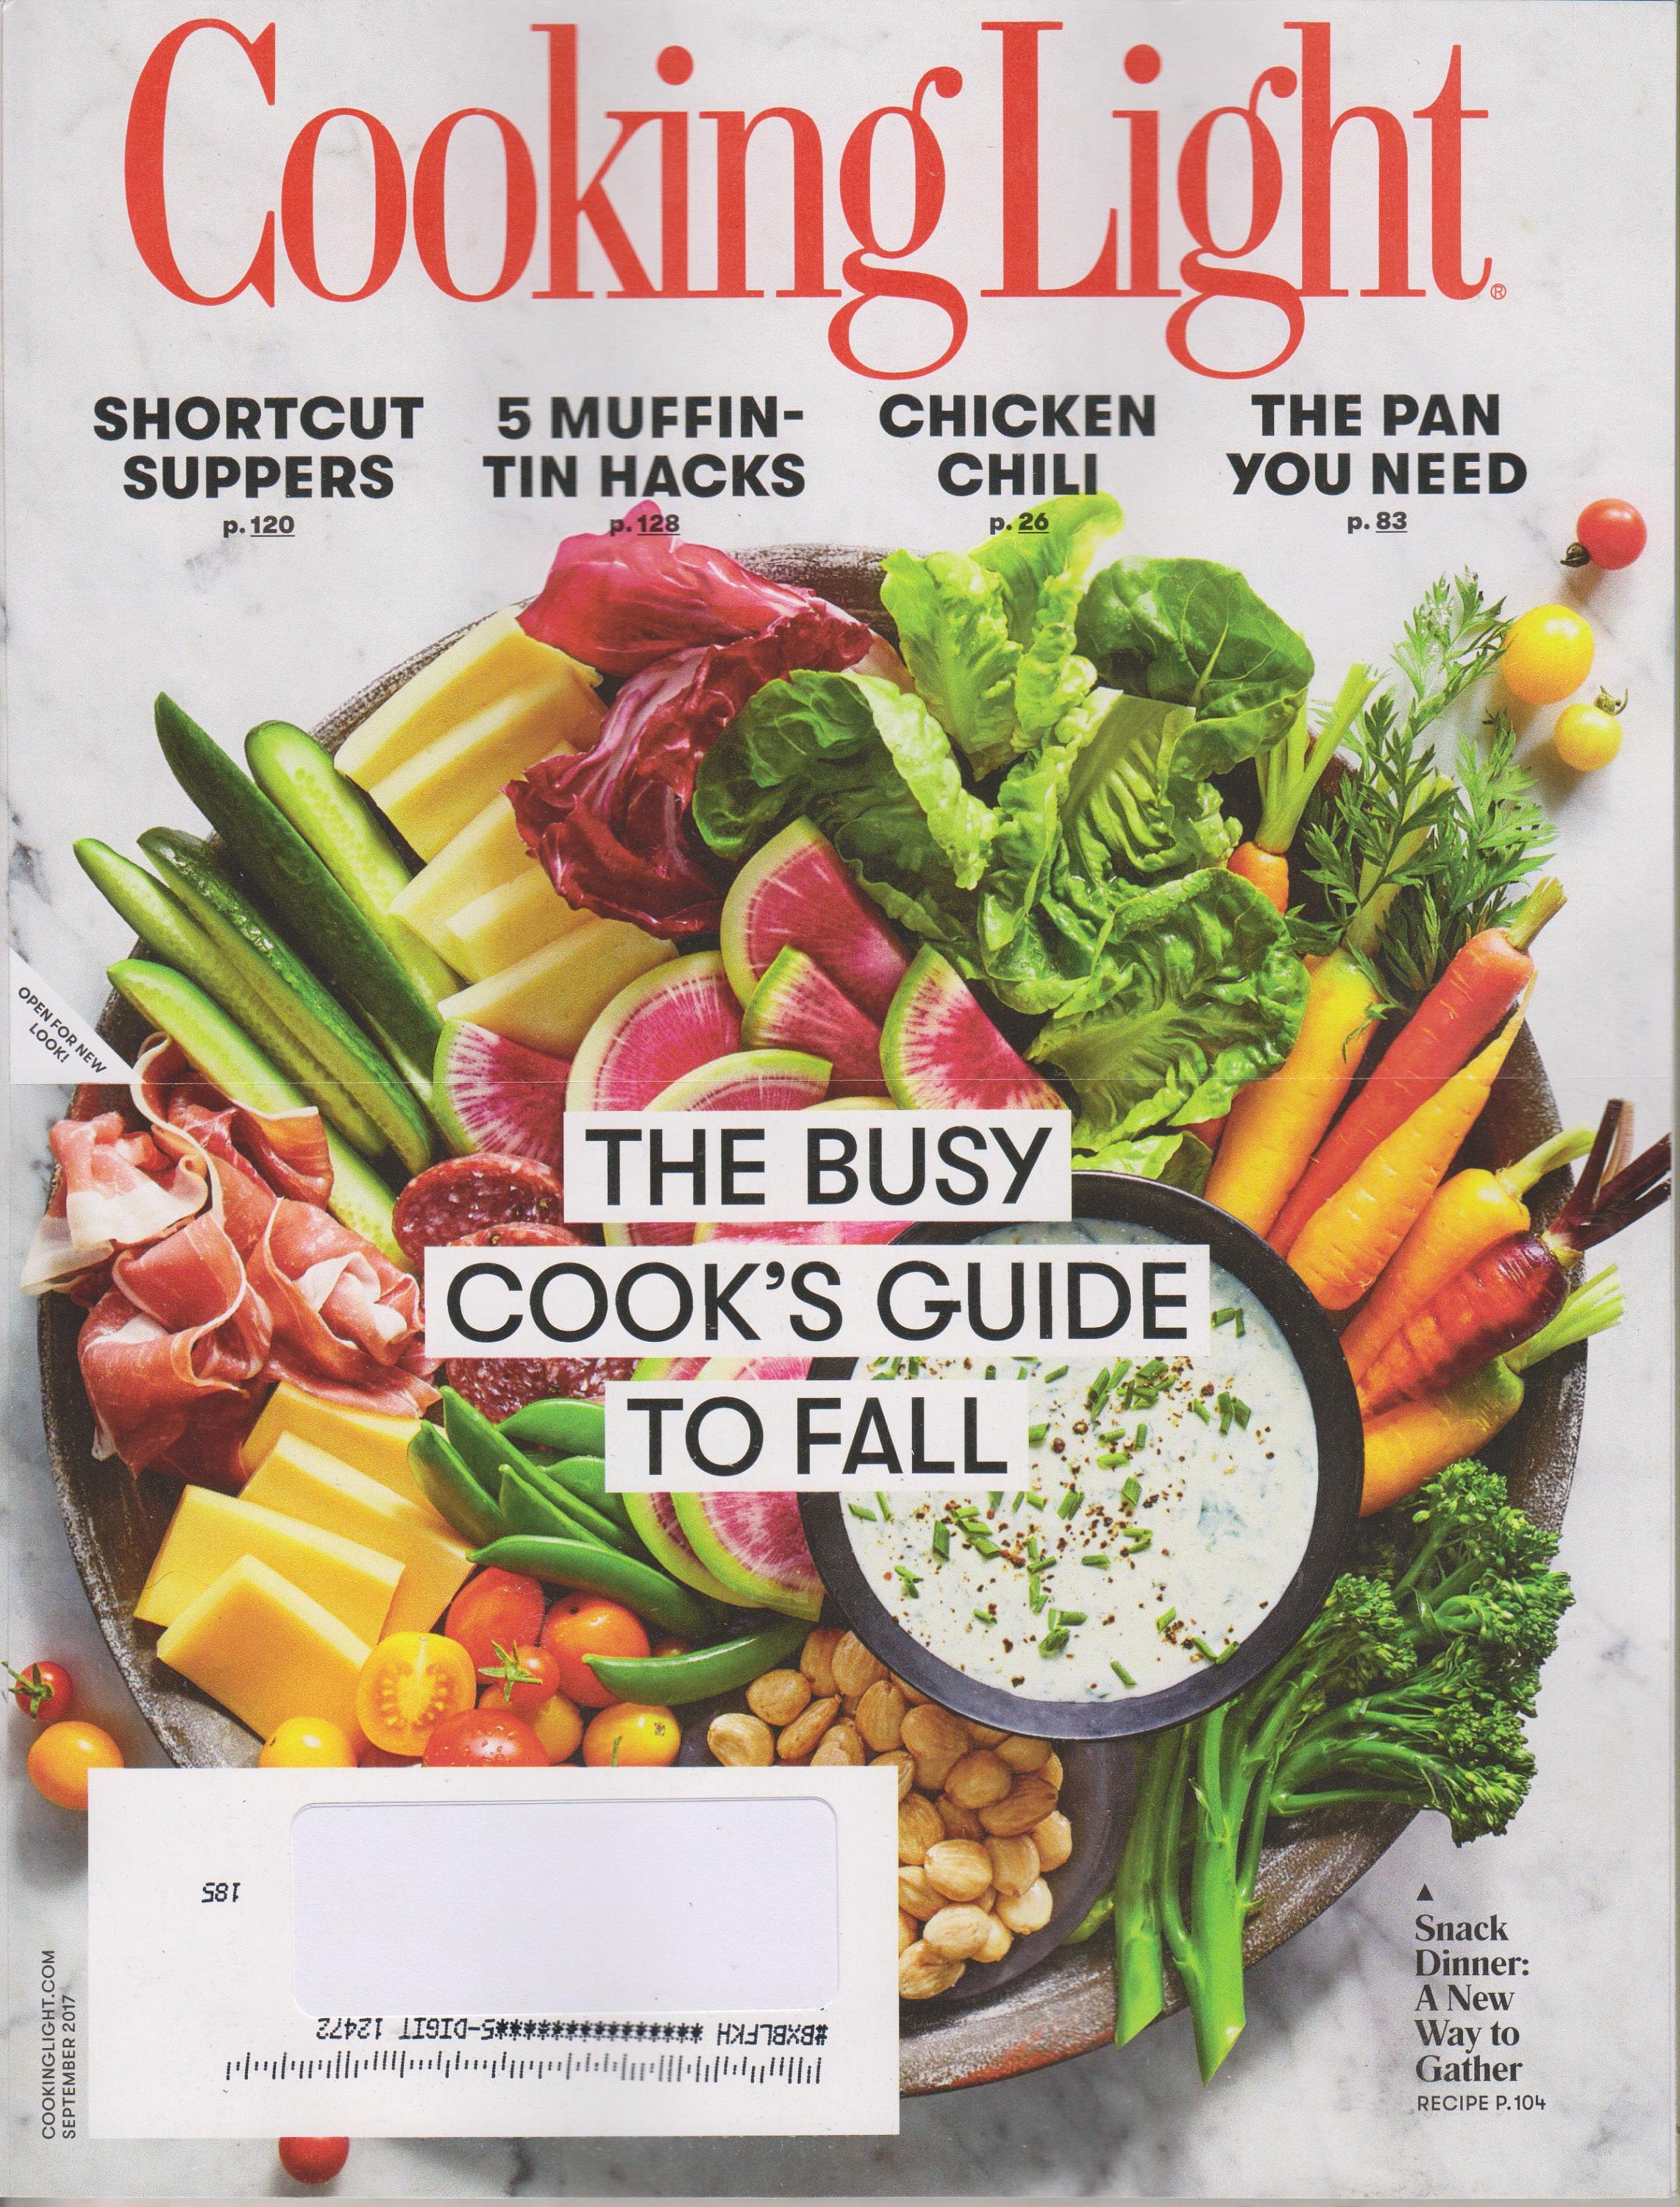 Cooking Light®
SHORTCUT
SUPPERS
p. 120
5 MUFFIN-
TIN HACKS
p. 128
CHICKEN
CHILI
p. 26
THE PAN
YOU NEED
p. 83
OPEN FOR NEW
LOOK!
THE BUSY
COOK'S GUIDE
TO FALL
185
#BXBLFKH ******************5-DIGIT 12472
▲
Snack
Dinner:
A New
Way to
Gather
RECIPE P.104
COOKINGLIGHT.COM
SEPTEMBER 2017